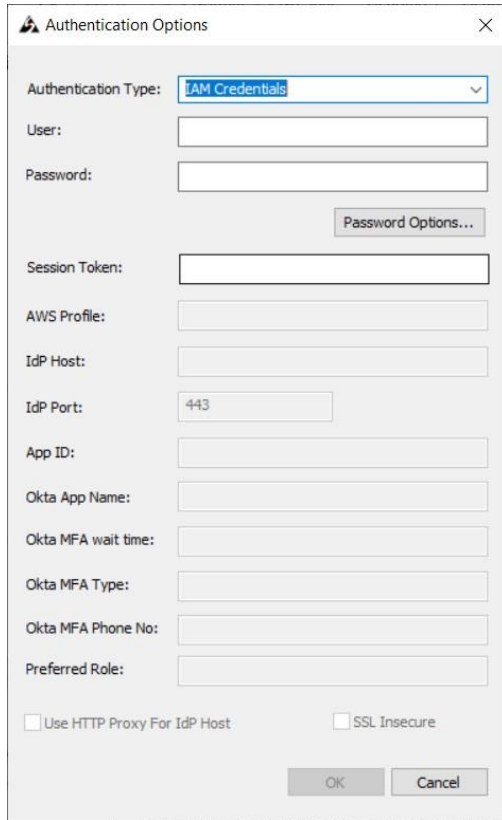 Authentication Options
Authentication Type: IAM Credentials
User:
Password:
Password Options...
Session Token:
AWS Profile:
IdP Host:
IdP Port: 443
App ID:
Okta App Name:
Okta MFA wait time:
Okta MFA Type:
Okta MFA Phone No:
Preferred Role:
Use HTTP Proxy For IdP Host SSL Insecure
OK Cancel